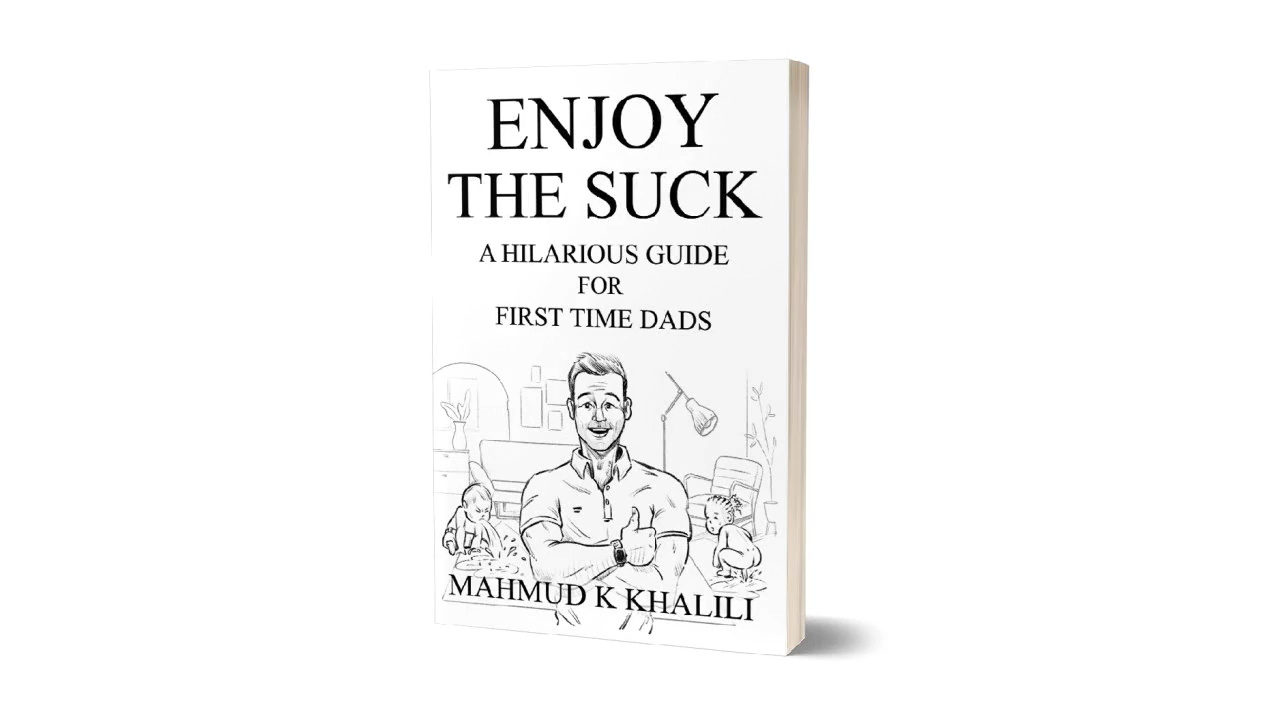 ENJOY
THE SUCK
A HILARIOUS GUIDE
FOR
FIRST TIME DADS
MAHMUD K KHALILI